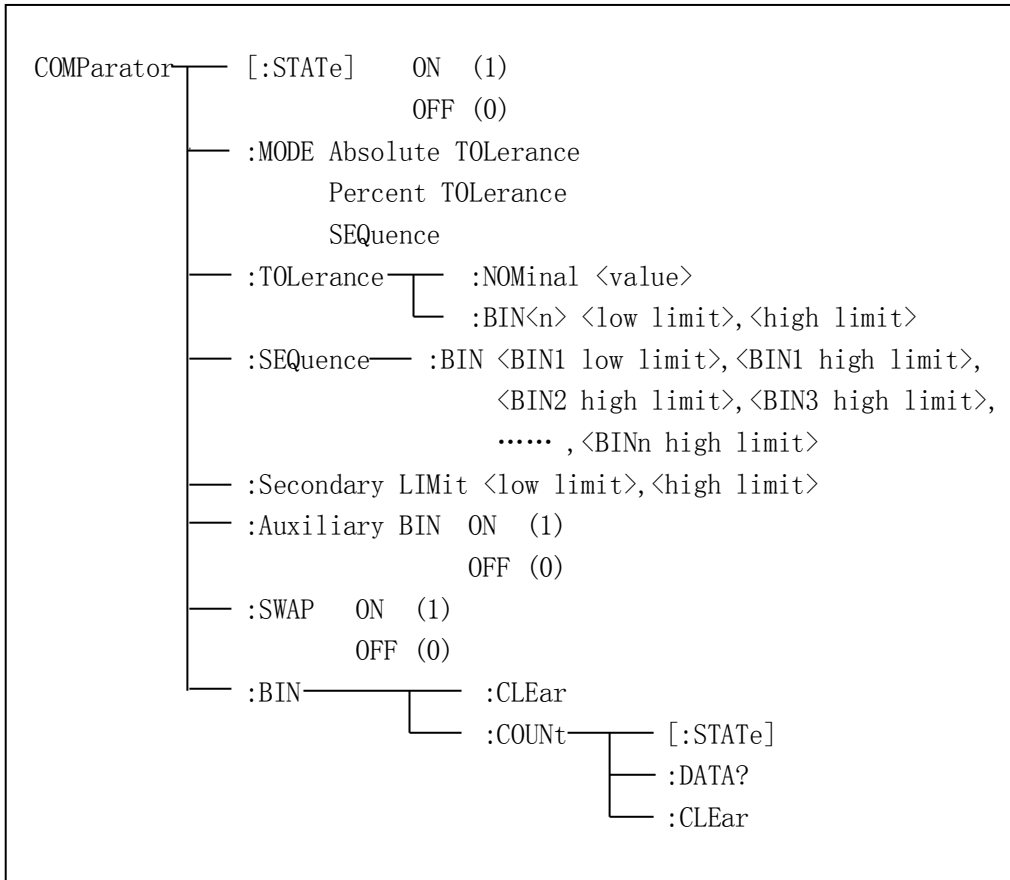 COMParator [:STATe] ON (1)
OFF (0)
:MODE Absolute TOLerance
Percent TOLerance
SEQuence
:TOLerance :NOMinal <value>
:BIN<n> <low limit>,<high limit>
:SEQuence :BIN <BIN1 low limit>,<BIN1 high limit>,
<BIN2 high limit>,<BIN3 high limit>,
…… ,<BINn high limit>
:Secondary LIMit <low limit>,<high limit>
:Auxiliary BIN ON (1)
OFF (0)
:SWAP ON (1)
OFF (0)
:BIN :CLEar
:COUNt [:STATe]
:DATA?
:CLEar